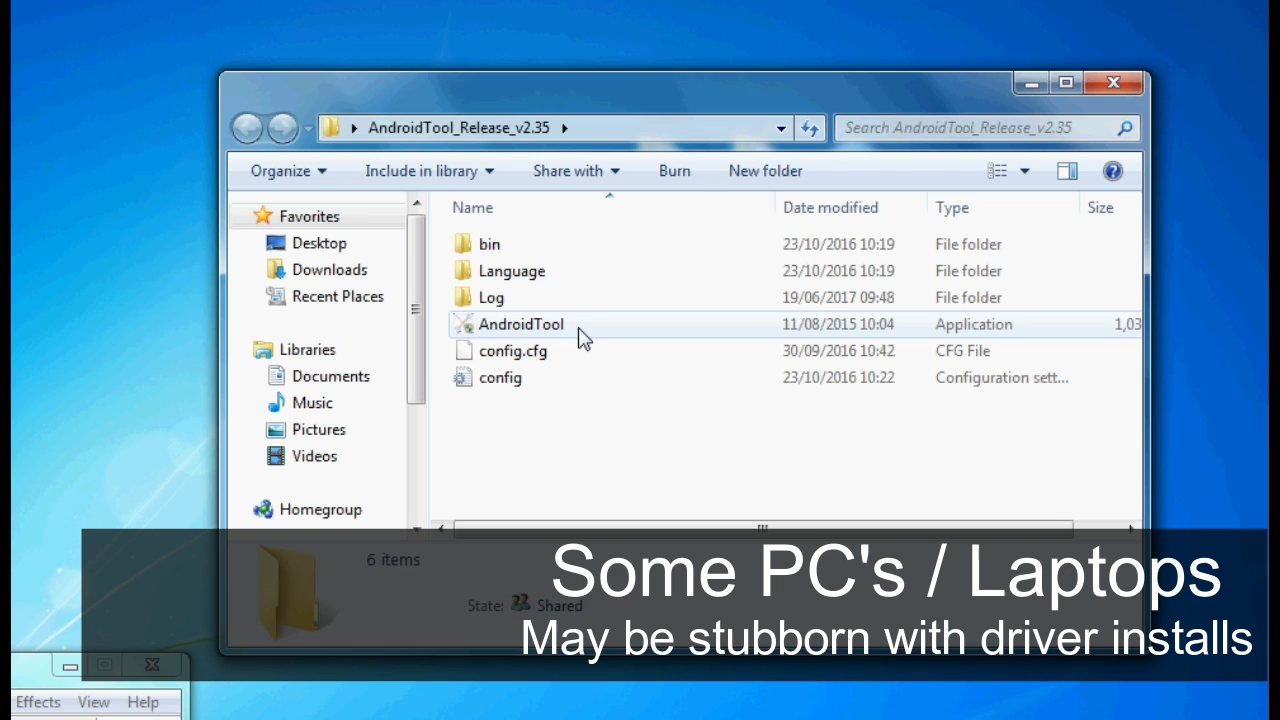 AndroidTool_Release_v2.35
Search AndroidTool_Release_v2.35
Organize Include in library Share with Burn New folder
Favorites
Desktop
Downloads
Recent Places
Libraries
Documents
Music
Pictures
Videos
Homegroup
Name Date modified Type Size
bin 23/10/2016 10:19 File folder
Language 23/10/2016 10:19 File folder
Log 19/06/2017 09:48 File folder
AndroidTool 11/08/2015 10:04 Application 1,03
config.cfg 30/09/2016 10:42 CFG File
config 23/10/2016 10:22 Configuration sett...
6 items
State: Shared
Some PC's / Laptops
May be stubborn with driver installs
Effects View Help